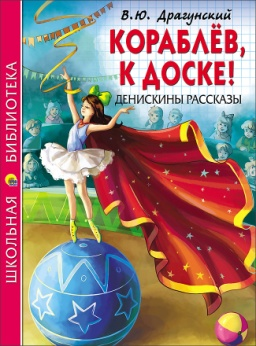 В.Ю. Драгунский
КОРАБЛЁВ,
К ДОСКЕ!
ДЕНИСКИНЫ РАССКАЗЫ
ШКОЛЬНАЯ БИБЛИОТЕКА